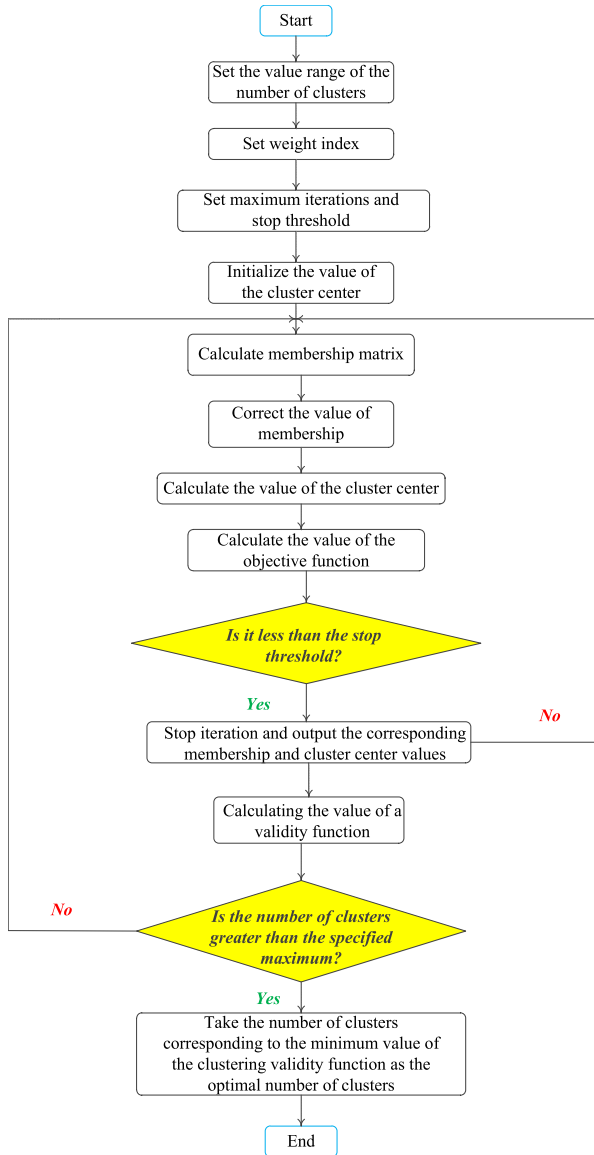 Start
Set the value range of the
number of clusters
Set weight index
Set maximum iterations and
stop threshold
Initialize the value of
the cluster center
Calculate membership matrix
Correct the value of
membership
Calculate the value of the cluster center
Calculate the value of the
objective function
Is it less than the stop
threshold?
Yes
No
Stop iteration and output the corresponding
membership and cluster center values
Calculating the value of a
validity function
No
Is the number of clusters
greater than the specified
maximum?
Yes
Take the number of clusters
corresponding to the minimum value of
the clustering validity function as the
optimal number of clusters
End